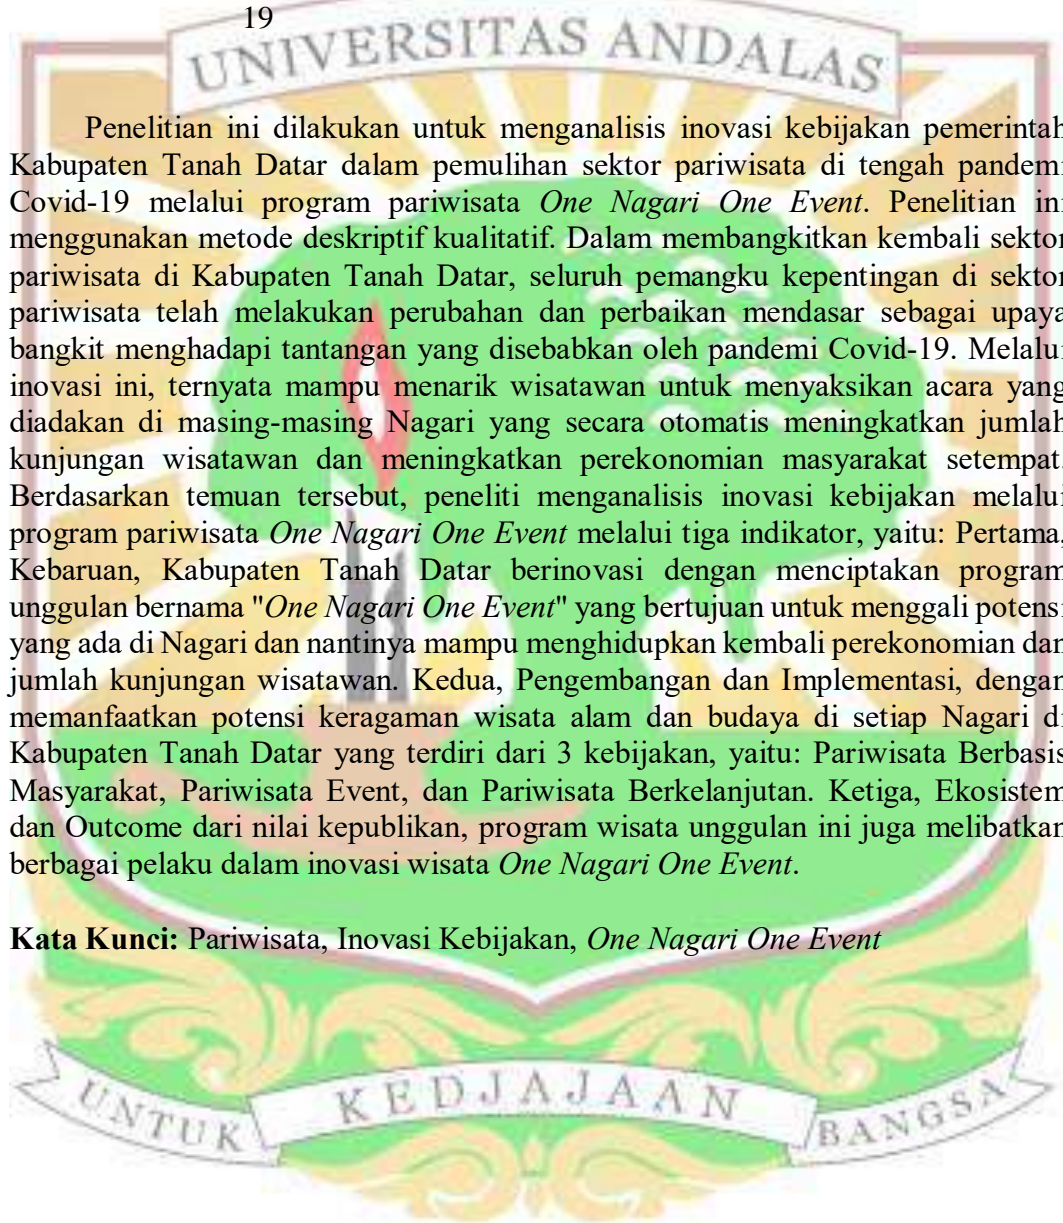 19
UNIVERSITAS ANDALAS
Penelitian ini dilakukan untuk menganalisis inovasi kebijakan pemerintah
Kabupaten Tanah Datar dalam pemulihan sektor pariwisata di tengah pandemi
Covid-19 melalui program pariwisata One Nagari One Event. Penelitian ini
menggunakan metode deskriptif kualitatif. Dalam membangkitkan kembali sektor
pariwisata di Kabupaten Tanah Datar, seluruh pemangku kepentingan di sektor
pariwisata telah melakukan perubahan dan perbaikan mendasar sebagai upaya
bangkit menghadapi tantangan yang disebabkan oleh pandemi Covid-19. Melalui
inovasi ini, ternyata mampu menarik wisatawan untuk menyaksikan acara yang
diadakan di masing-masing Nagari yang secara otomatis meningkatkan jumlah
kunjungan wisatawan dan meningkatkan perekonomian masyarakat setempat.
Berdasarkan temuan tersebut, peneliti menganalisis inovasi kebijakan melalui
program pariwisata One Nagari One Event melalui tiga indikator, yaitu: Pertama,
Kebaruan, Kabupaten Tanah Datar berinovasi dengan menciptakan program
unggulan bernama "One Nagari One Event" yang bertujuan untuk menggali potensi
yang ada di Nagari dan nantinya mampu menghidupkan kembali perekonomian dan
jumlah kunjungan wisatawan. Kedua, Pengembangan dan Implementasi, dengan
memanfaatkan potensi keragaman wisata alam dan budaya di setiap Nagari di
Kabupaten Tanah Datar yang terdiri dari 3 kebijakan, yaitu: Pariwisata Berbasis
Masyarakat, Pariwisata Event, dan Pariwisata Berkelanjutan. Ketiga, Ekosistem
dan Outcome dari nilai kepublikan, program wisata unggulan ini juga melibatkan
berbagai pelaku dalam inovasi wisata One Nagari One Event.
Kata Kunci: Pariwisata, Inovasi Kebijakan, One Nagari One Event
UNTUK KEDJAJAAN BANGSA